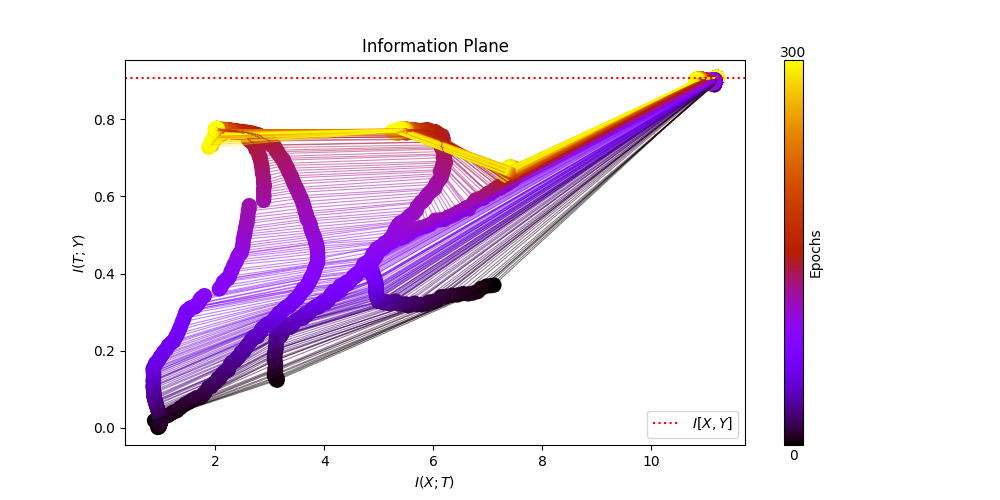 Information Plane
300
0.8
0.6
0.4
0.2
0.0
I(T; Y)
2 4 6 8 10
I(X; T)
I[X, Y]
Epochs
0